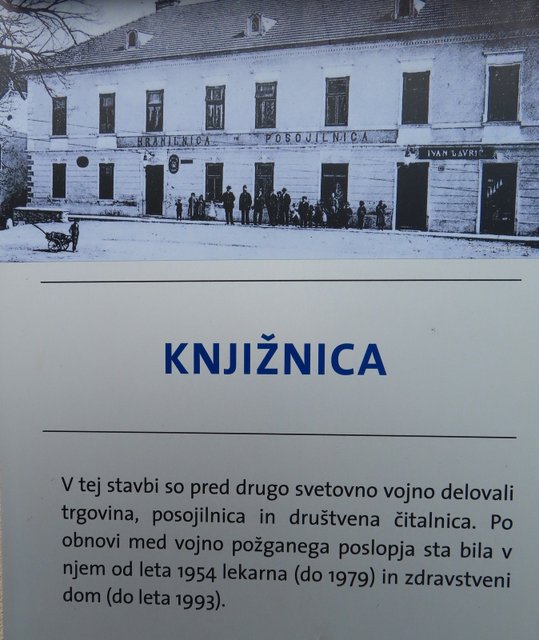 HRANILNICA IN POSOJILNICA
IVAN LAVRIČ
KNJIŽNICA
V tej stavbi so pred drugo svetovno vojno delovali
trgovina, posojilnica in društvena čitalnica. Po
obnovi med vojno požganega poslopja sta bila v
njem od leta 1954 lekarna (do 1979) in zdravstveni
dom (do leta 1993).